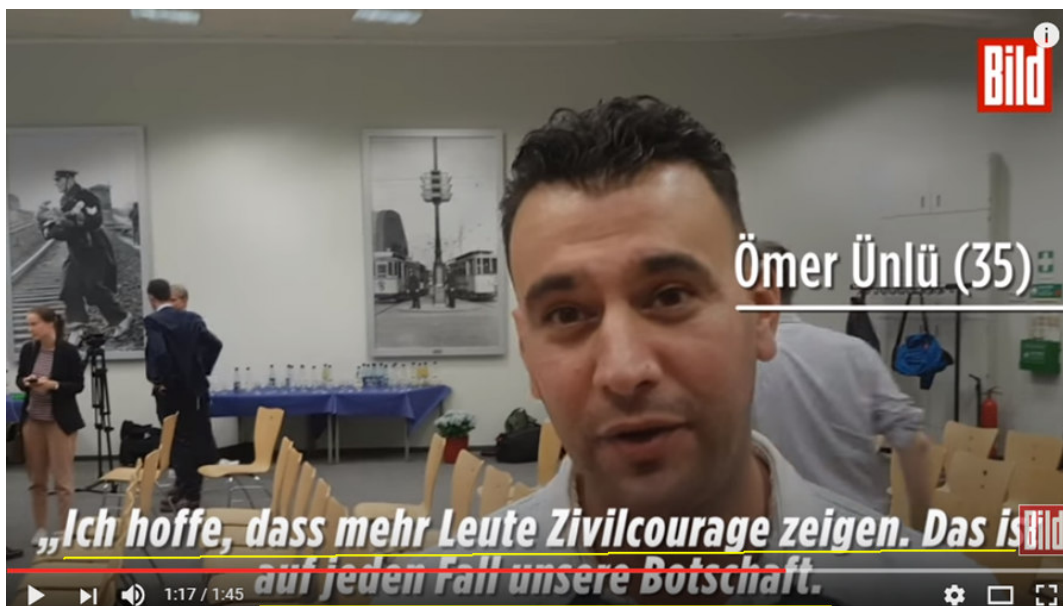 Bild
i
Ömer Ünlü (35)
„Ich hoffe, dass mehr Leute Zivilcourage zeigen. Das is
Bild
auf jeden Fall unsere Botschaft.
1:17 / 1:45